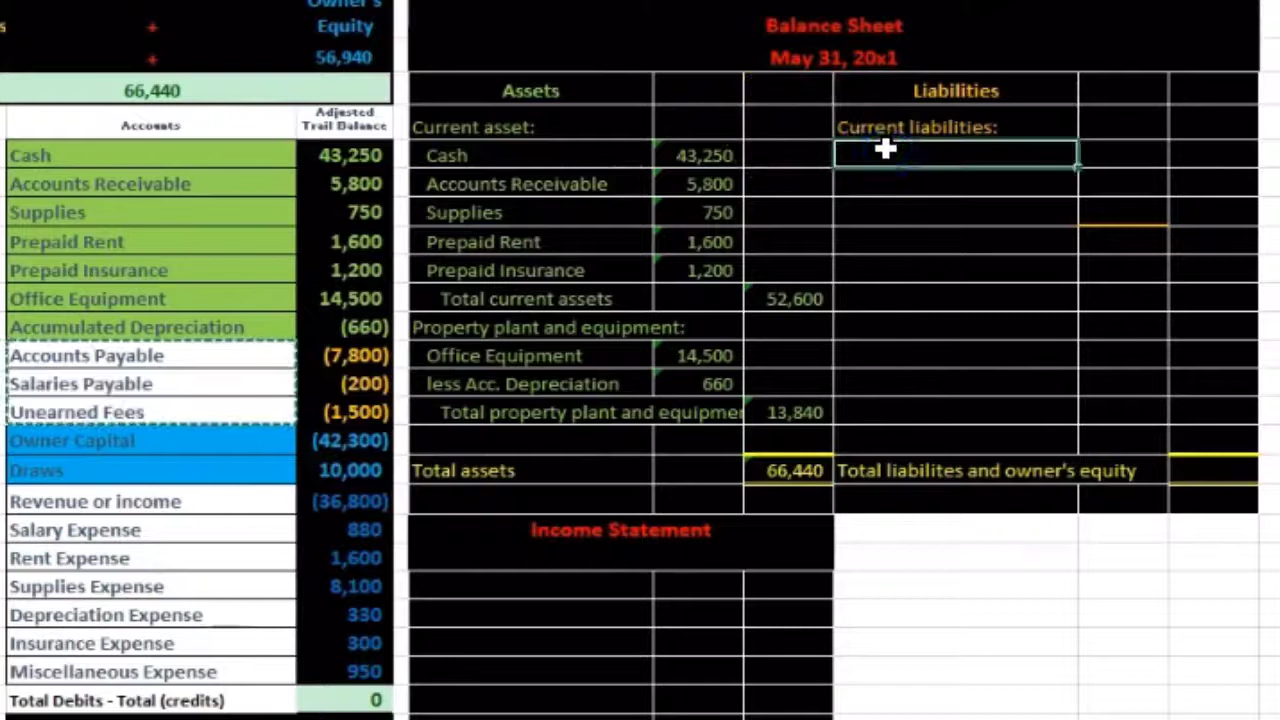 Owner's
s + Equity
+ 56,940
66,440
Accounts Adjusted Trail Balance
Cash 43,250
Accounts Receivable 5,800
Supplies 750
Prepaid Rent 1,600
Prepaid Insurance 1,200
Office Equipment 14,500
Accumulated Depreciation (660)
Accounts Payable (7,800)
Salaries Payable (200)
Unearned Fees (1,500)
Owner Capital (42,300)
Draws 10,000
Revenue or income (36,800)
Salary Expense 880
Rent Expense 1,600
Supplies Expense 8,100
Depreciation Expense 330
Insurance Expense 300
Miscellaneous Expense 950
Total Debits - Total (credits) 0
Balance Sheet
May 31, 20x1
Assets Liabilities
Current asset: Current liabilities:
Cash 43,250
Accounts Receivable 5,800
Supplies 750
Prepaid Rent 1,600
Prepaid Insurance 1,200
Total current assets 52,600
Property plant and equipment:
Office Equipment 14,500
less Acc. Depreciation 660
Total property plant and equipmer 13,840
Total assets 66,440 Total liabilites and owner's equity
Income Statement